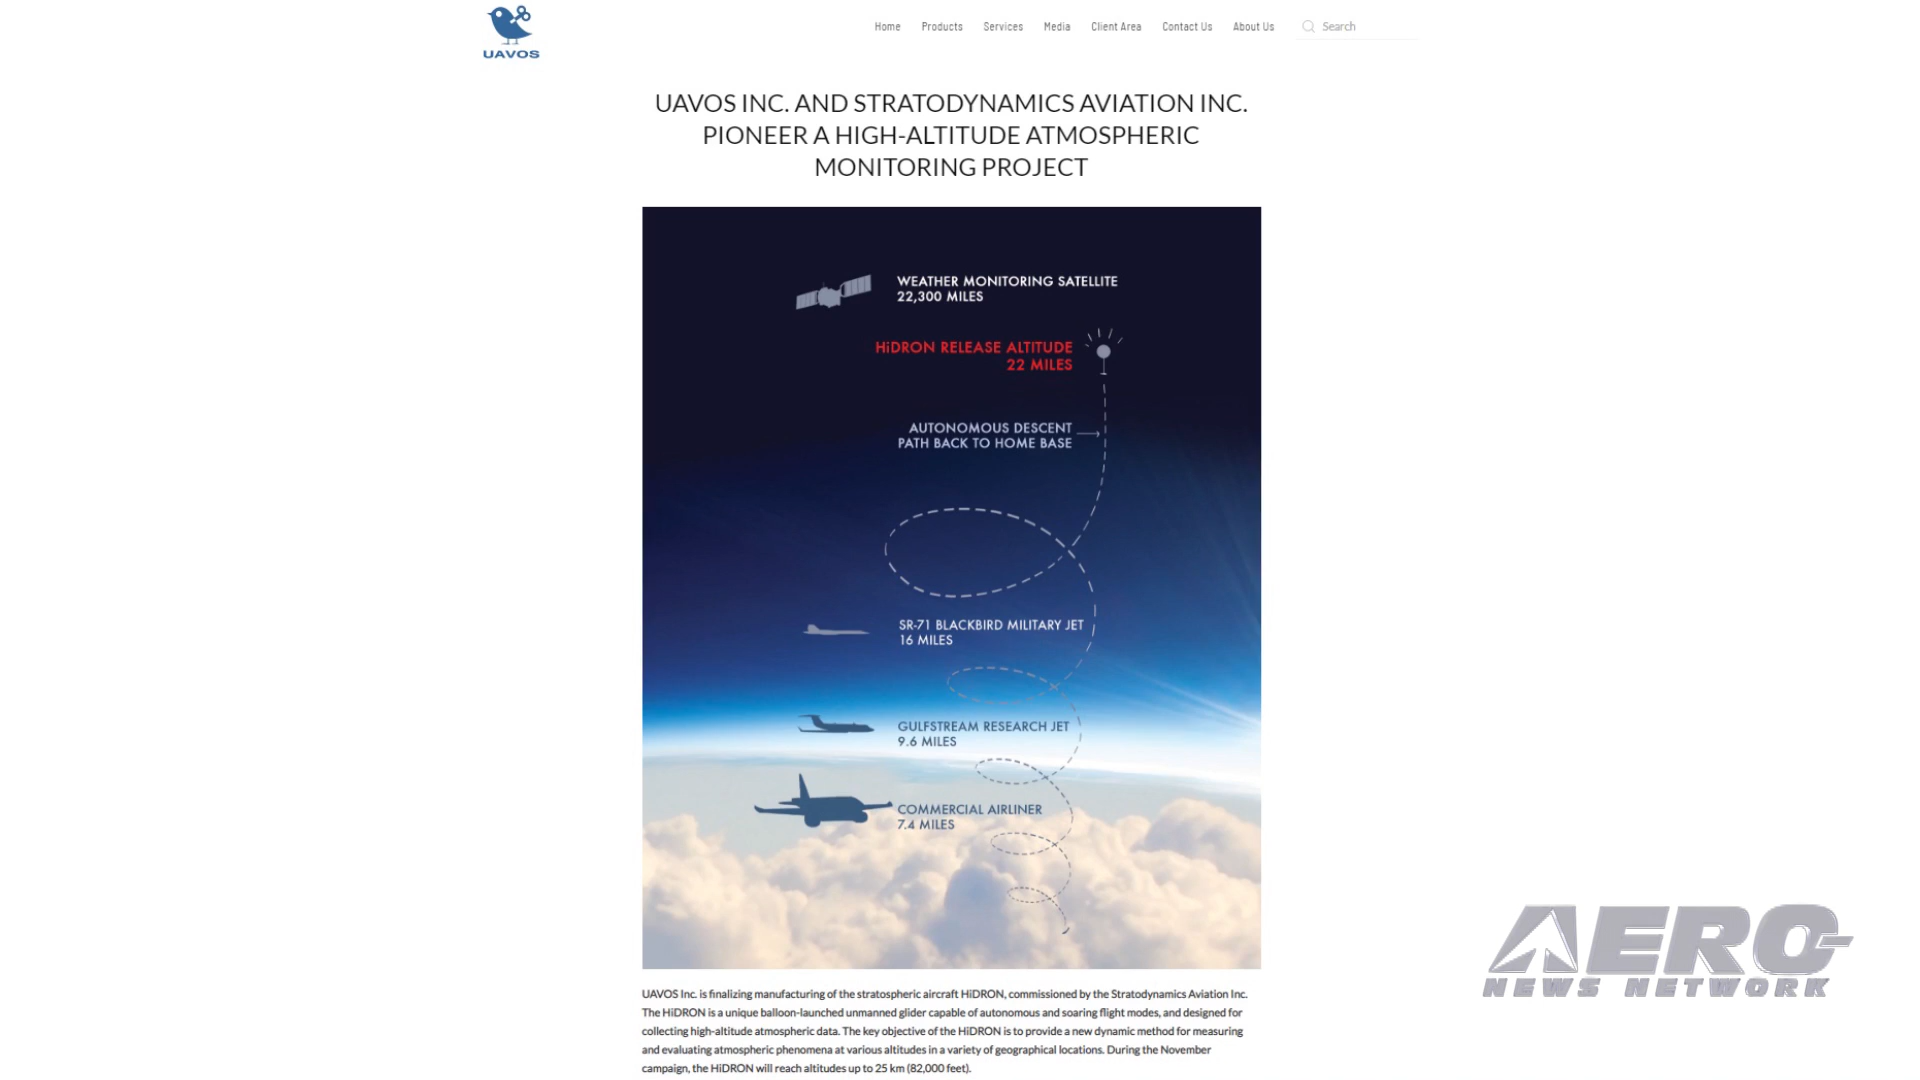 UAVOS
Home Products Services Media Client Area Contact Us About Us Search
UAVOS INC. AND STRATODYNAMICS AVIATION INC.
PIONEER A HIGH-ALTITUDE ATMOSPHERIC
MONITORING PROJECT
WEATHER MONITORING SATELLITE
22,300 MILES
HiDRON RELEASE ALTITUDE
22 MILES
AUTONOMOUS DESCENT
PATH BACK TO HOME BASE
SR-71 BLACKBIRD MILITARY JET
16 MILES
GULFSTREAM RESEARCH JET
9.6 MILES
COMMERCIAL AIRLINER
7.4 MILES
UAVOS Inc. is finalizing manufacturing of the stratospheric aircraft HiDRON, commissioned by the Stratodynamics Aviation Inc.
The HiDRON is a unique balloon-launched unmanned glider capable of autonomous and soaring flight modes, and designed for
collecting high-altitude atmospheric data. The key objective of the HiDRON is to provide a new dynamic method for measuring
and evaluating atmospheric phenomena at various altitudes in a variety of geographical locations. During the November
campaign, the HiDRON will reach altitudes up to 25 km (82,000 feet).
AERO-
NEWS NETWORK